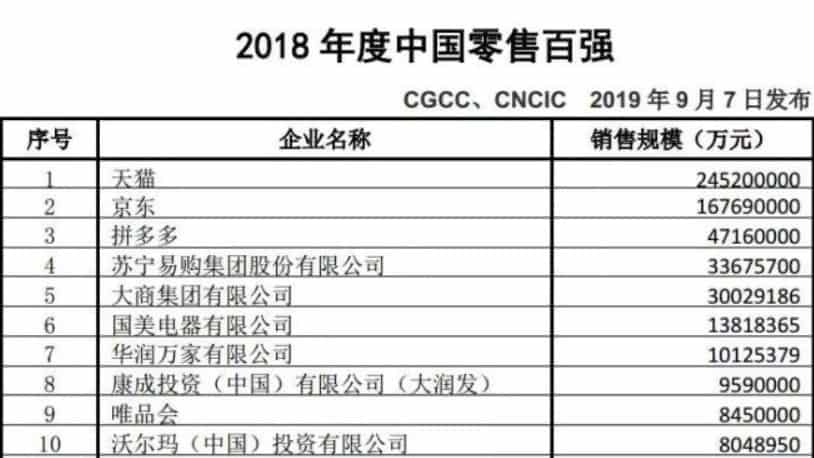 2018 年度中国零售百强
CGCC、CNCIC 2019 年 9 月 7 日发布
序号 企业名称 销售规模（万元）
1 天猫 245200000
2 京东 167690000
3 拼多多 47160000
4 苏宁易购集团股份有限公司 33675700
5 大商集团有限公司 30029186
6 国美电器有限公司 13818365
7 华润万家有限公司 10125379
8 康成投资（中国）有限公司（大润发） 9590000
9 唯品会 8450000
10 沃尔玛（中国）投资有限公司 8048950